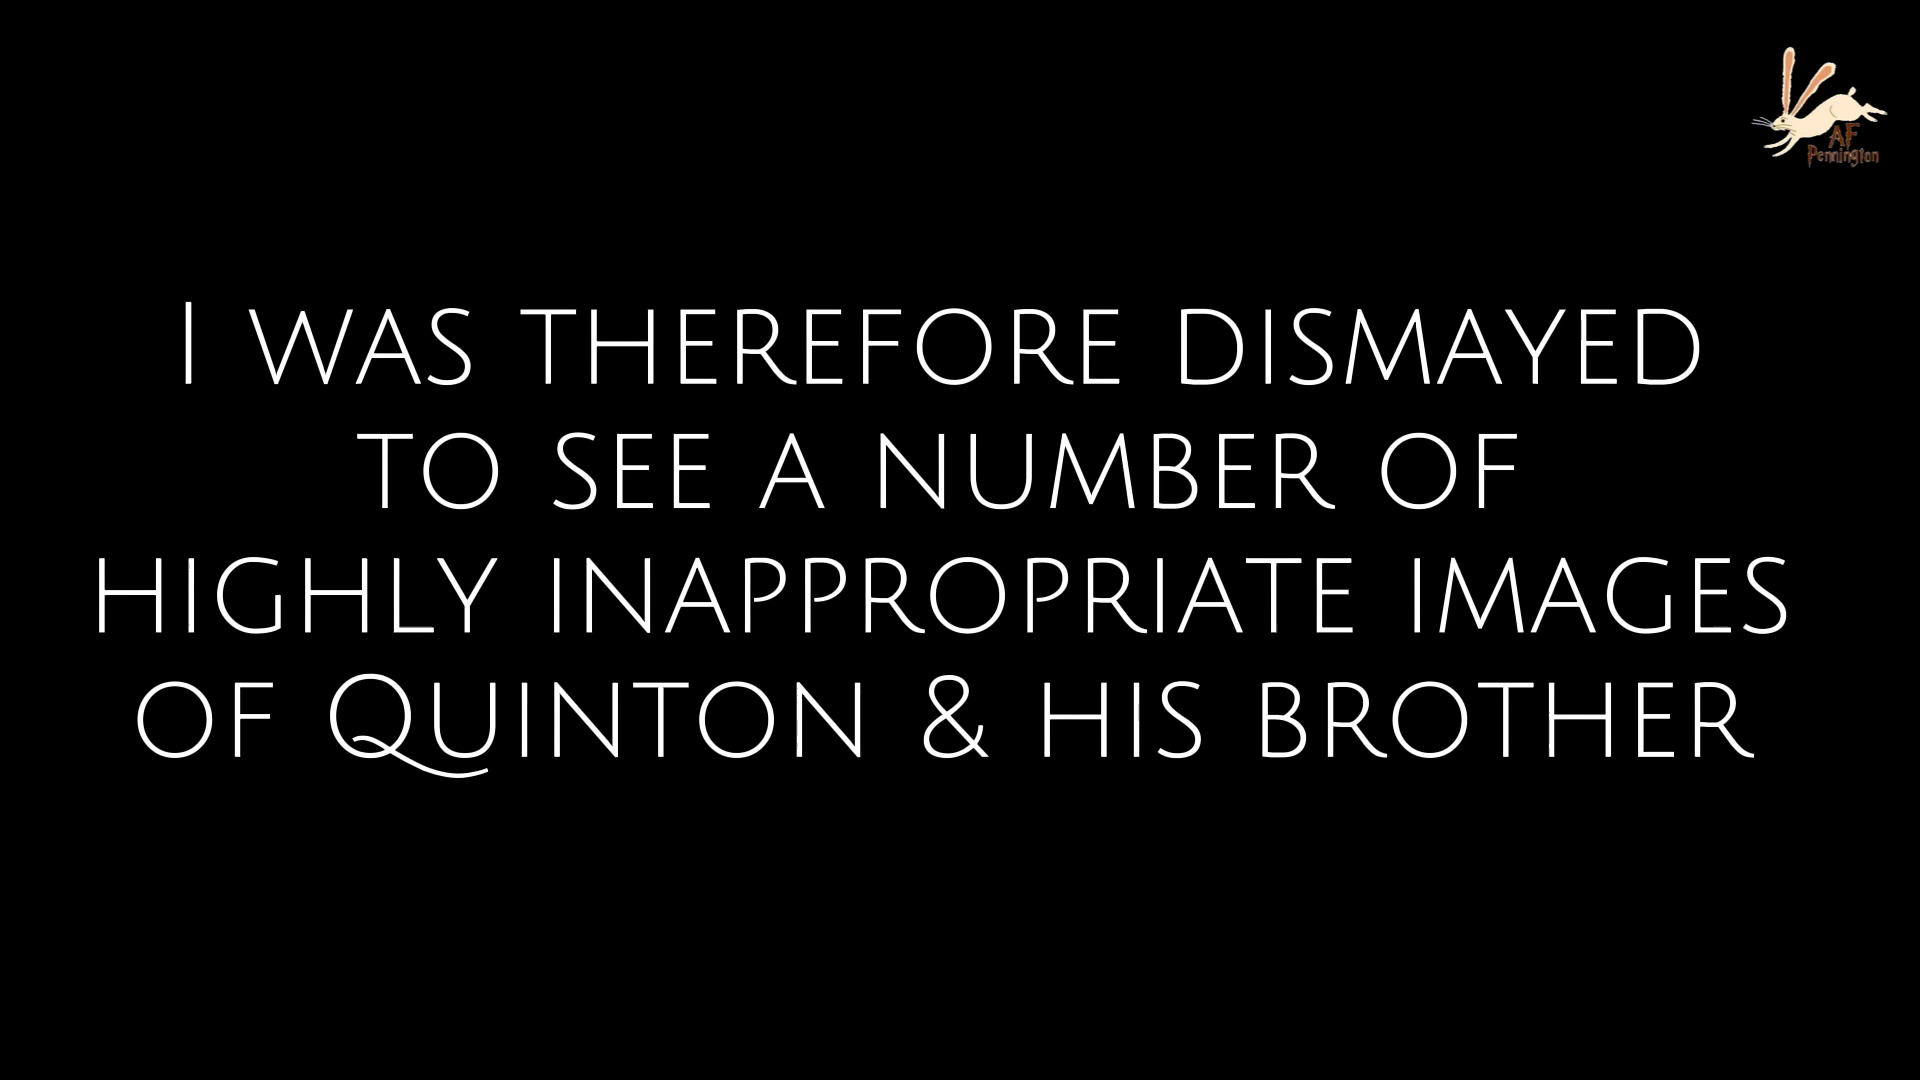 AF
Pennington
I was therefore dismayed
to see a number of
highly inappropriate images
of Quinton & his brother